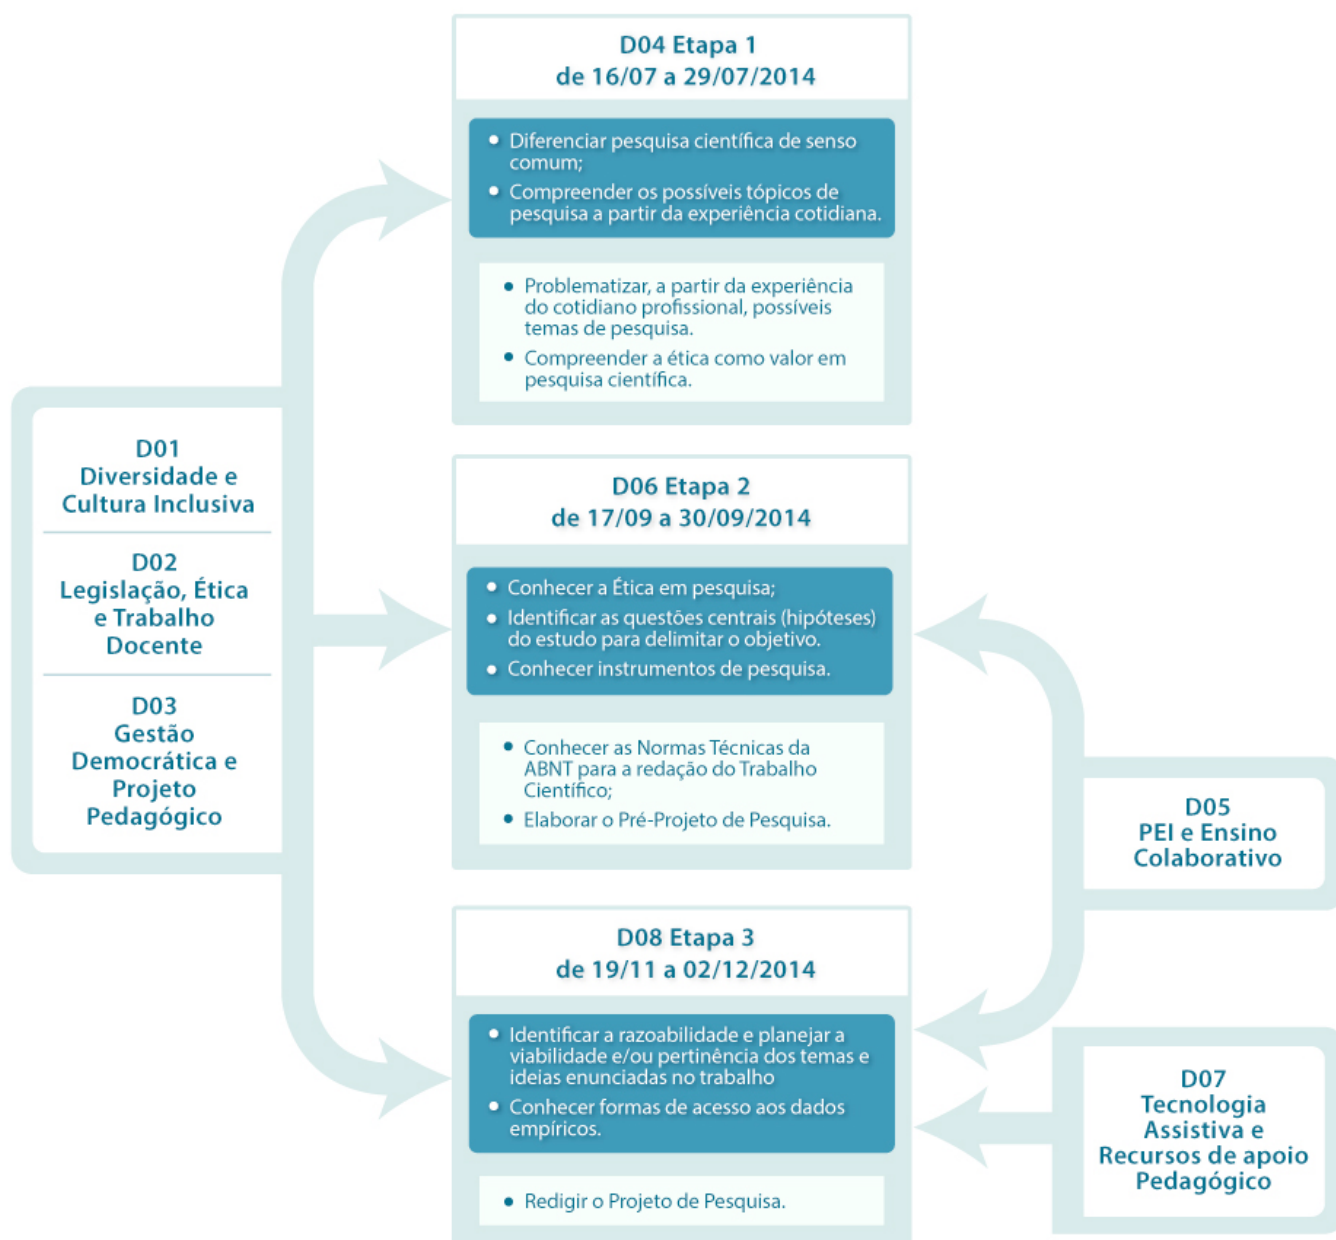 D04 Etapa 1
de 16/07 a 29/07/2014
• Diferenciar pesquisa científica de senso
comum;
• Compreender os possíveis tópicos de
pesquisa a partir da experiência cotidiana.
• Problematizar, a partir da experiência
do cotidiano profissional, possíveis
temas de pesquisa.
• Compreender a ética como valor em
pesquisa científica.
D01
Diversidade e
Cultura Inclusiva
D02
Legislação, Ética
e Trabalho
Docente
D03
Gestão
Democrática e
Projeto
Pedagógico
D06 Etapa 2
de 17/09 a 30/09/2014
• Conhecer a Ética em pesquisa;
• Identificar as questões centrais (hipóteses)
do estudo para delimitar o objetivo.
• Conhecer instrumentos de pesquisa.
• Conhecer as Normas Técnicas da
ABNT para a redação do Trabalho
Científico;
• Elaborar o Pré-Projeto de Pesquisa.
D05
PEI e Ensino
Colaborativo
D08 Etapa 3
de 19/11 a 02/12/2014
• Identificar a razoabilidade e planejar a
viabilidade e/ou pertinência dos temas e
ideias enunciadas no trabalho
• Conhecer formas de acesso aos dados
empíricos.
• Redigir o Projeto de Pesquisa.
D07
Tecnologia
Assistiva e
Recursos de apoio
Pedagógico